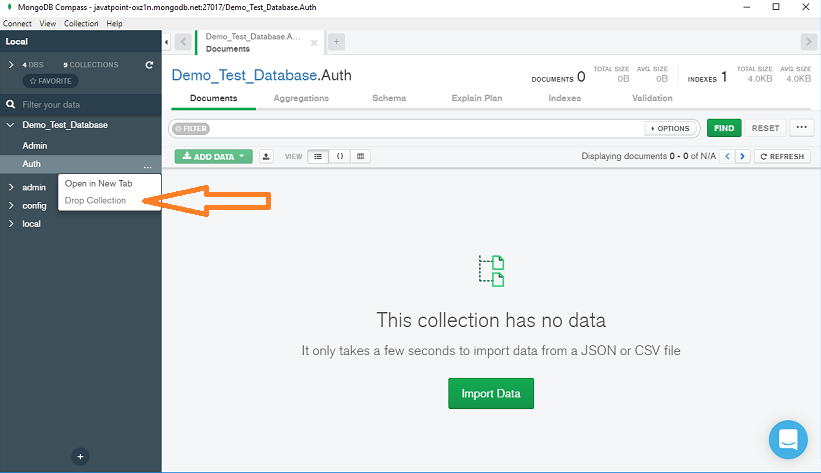 MongoDB Compass - javatpoint-oxz1n.mongodb.net:27017/Demo_Test_Database.Auth
Connect View Collection Help
Local
4 DBS 9 COLLECTIONS
FAVORITE
Filter your data
Demo_Test_Database
Admin
Auth ...
Open in New Tab
Drop Collection
admin
config
local
+
Demo_Test_Database.A...
Documents
+
Demo_Test_Database.Auth
DOCUMENTS 0 TOTAL SIZE 0B AVG. SIZE 0B INDEXES 1 TOTAL SIZE 4.0KB AVG. SIZE 4.0KB
Documents Aggregations Schema Explain Plan Indexes Validation
FILTER OPTIONS FIND RESET ...
ADD DATA VIEW {} Displaying documents 0 - 0 of N/A REFRESH
This collection has no data
It only takes a few seconds to import data from a JSON or CSV file
Import Data